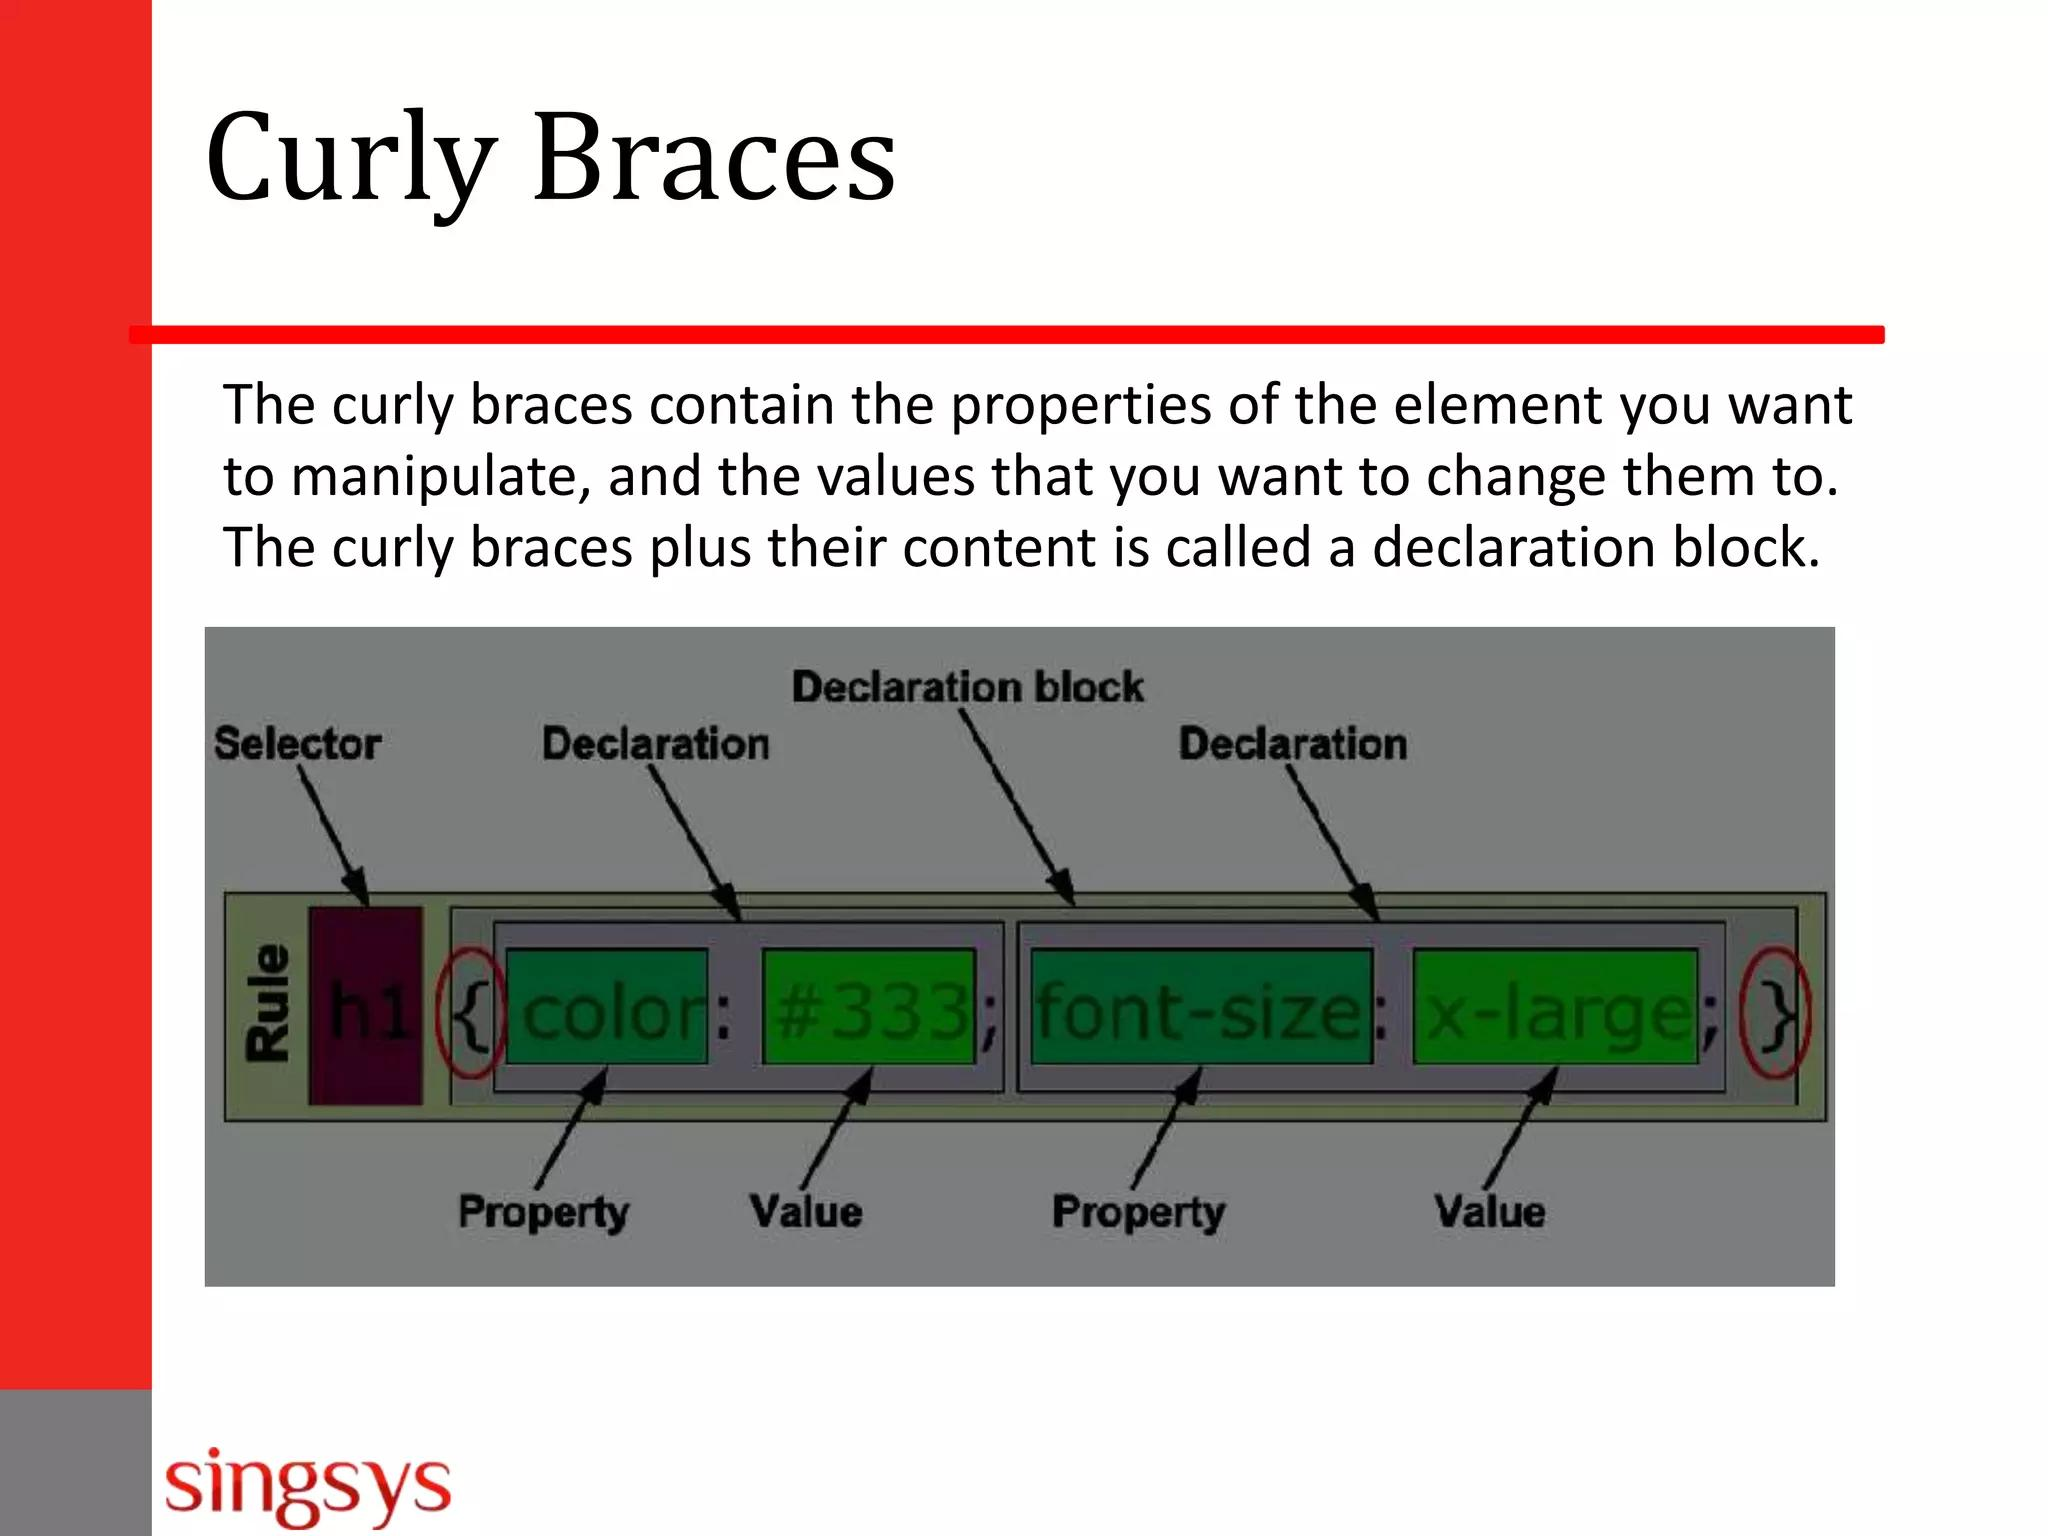 Curly Braces
The curly braces contain the properties of the element you want
to manipulate, and the values that you want to change them to.
The curly braces plus their content is called a declaration block.
Declaration block
Selector Declaration Declaration
Rule h1 { color: #333; font-size: x-large; }
Property Value Property Value
singsys